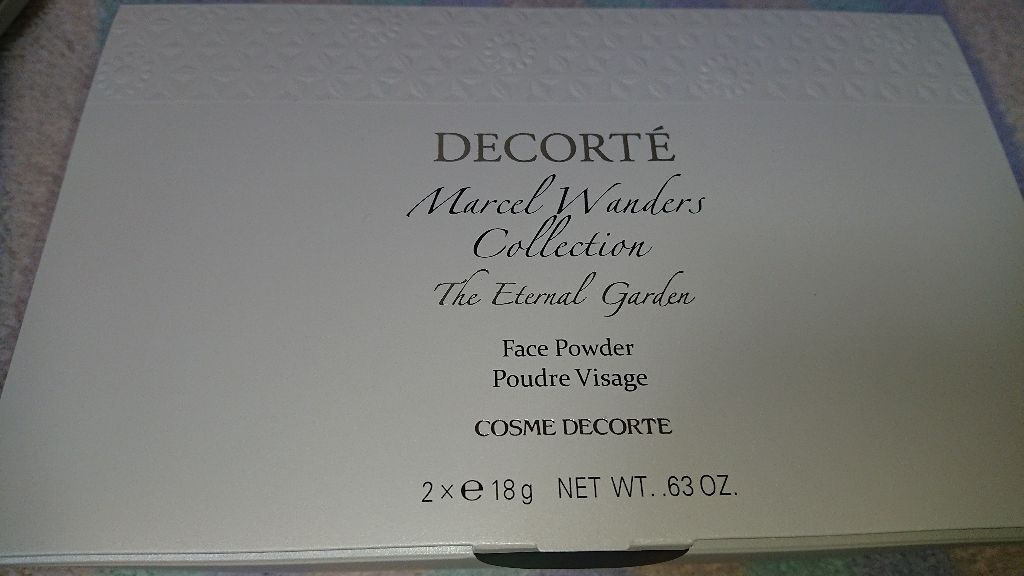 DECORTÉ
Marcel Wanders
Collection
The Eternal Garden
Face Powder
Poudre Visage
COSME DECORTE
2 × ℮ 18 g NET WT. .63 OZ.